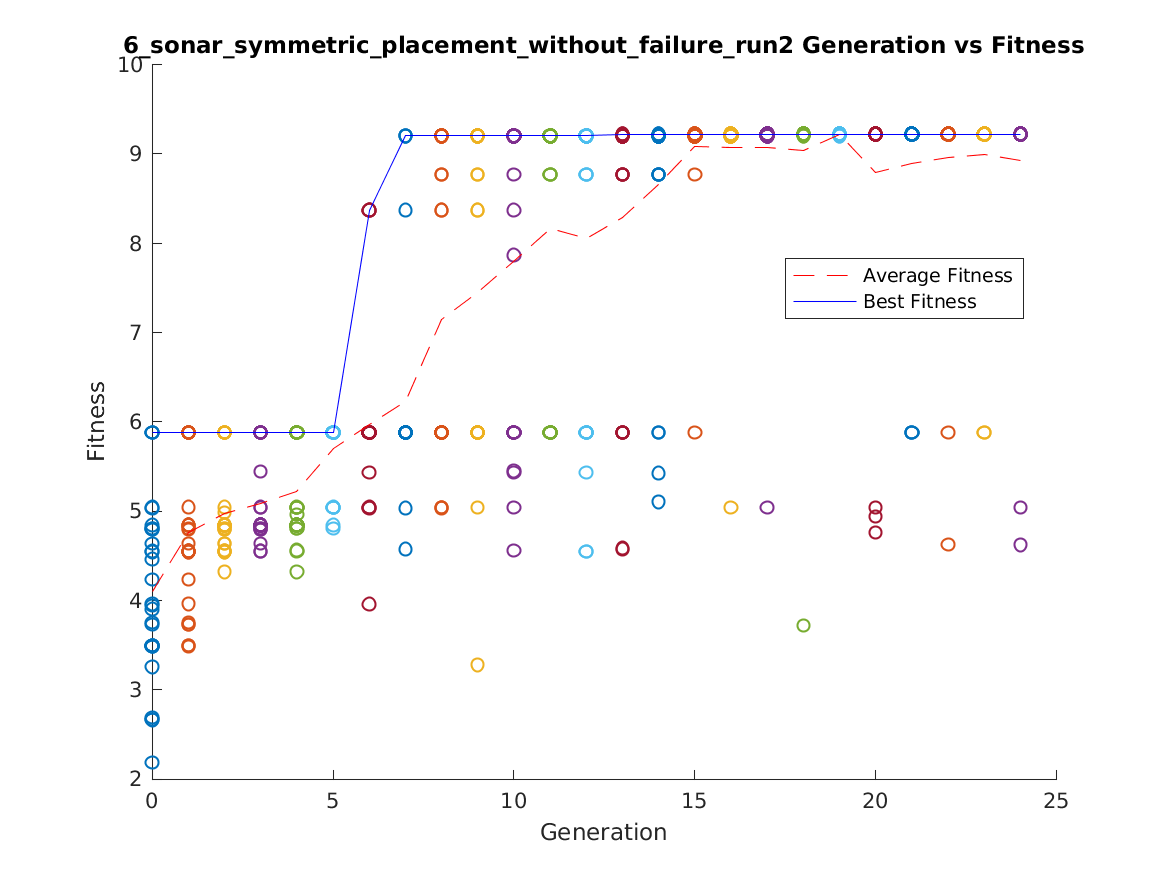 6_sonar_symmetric_placement_without_failure_run2 Generation vs Fitness
10
9
8
7
6
5
4
3
2
Fitness
Average Fitness
Best Fitness
0 5 10 15 20 25
Generation